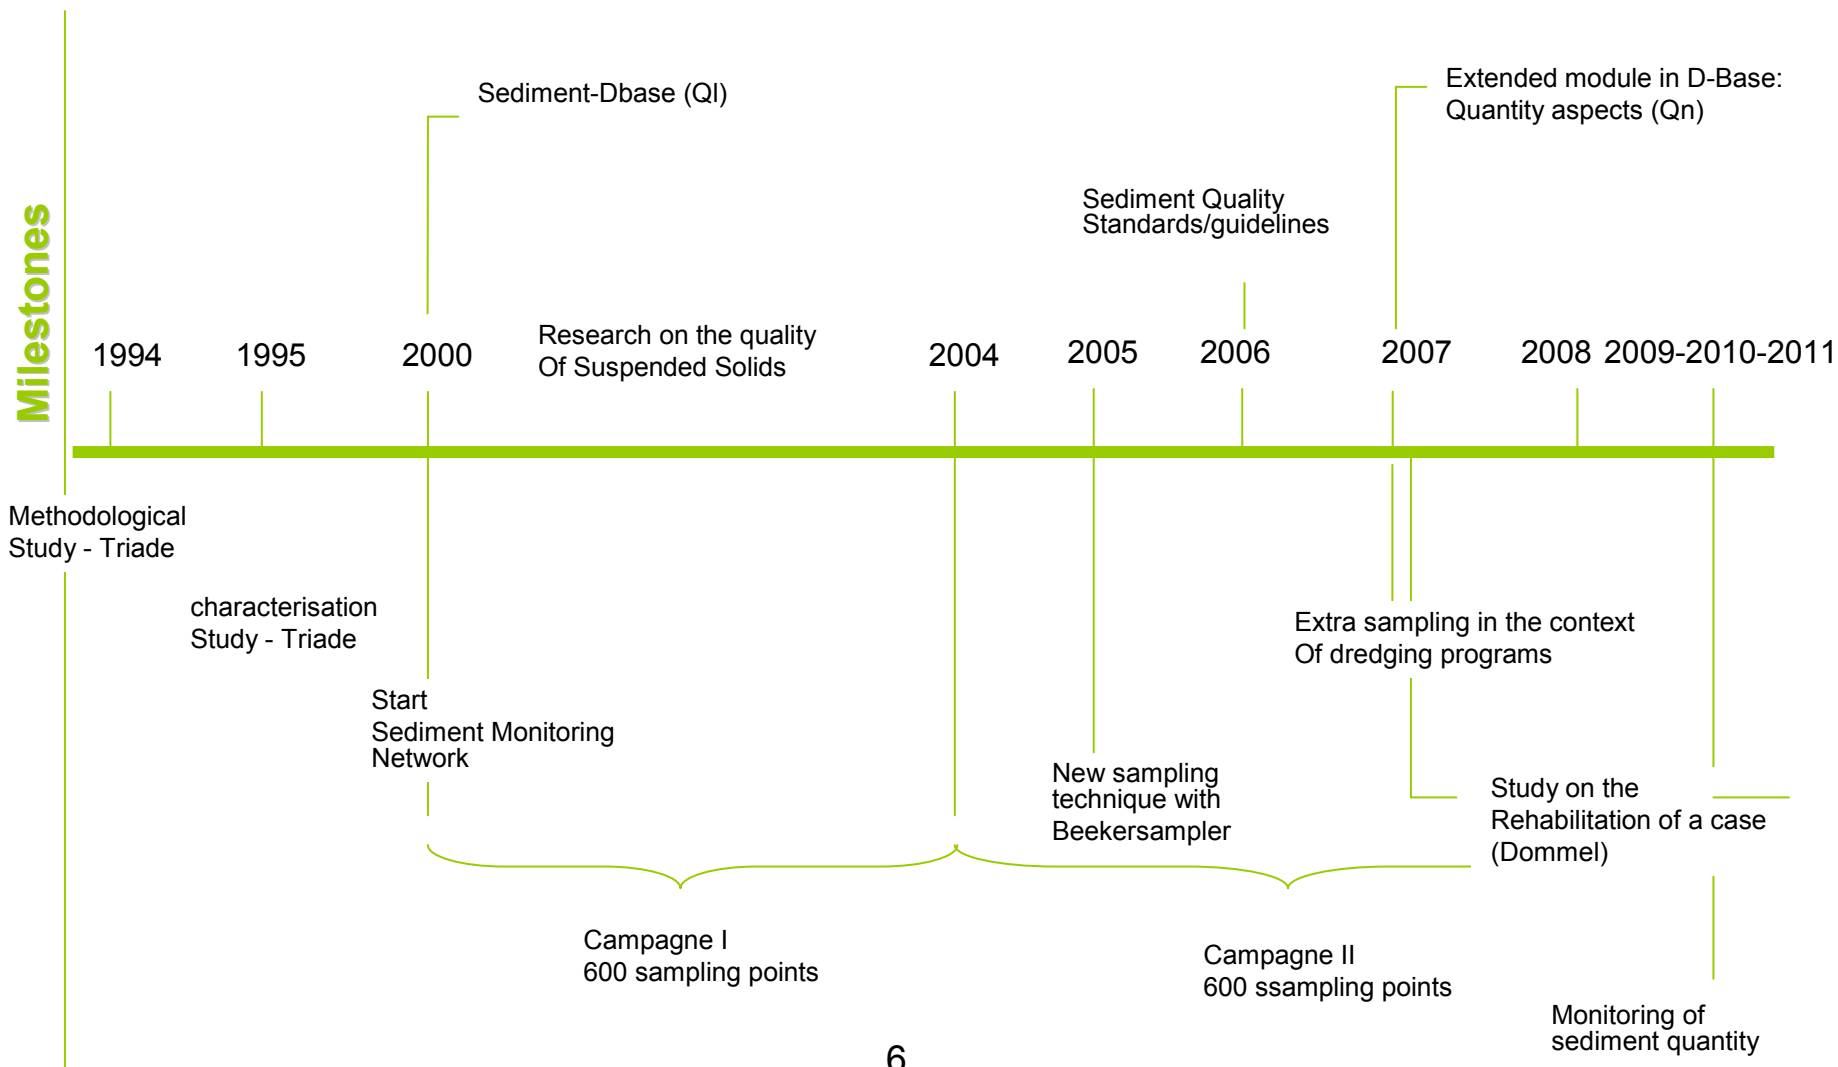 Milestones
Sediment-Dbase (Ql)
Extended module in D-Base:
Quantity aspects (Qn)
Sediment Quality
Standards/guidelines
Research on the quality
Of Suspended Solids
1994
1995
2000
2004
2005
2006
2007
2008
2009-2010-2011
Methodological
Study - Triade
characterisation
Study - Triade
Start
Sediment Monitoring
Network
Extra sampling in the context
Of dredging programs
New sampling
technique with
Beekersampler
Study on the
Rehabilitation of a case
(Dommel)
Campagne I
600 sampling points
Campagne II
600 ssampling points
Monitoring of
sediment quantity
6